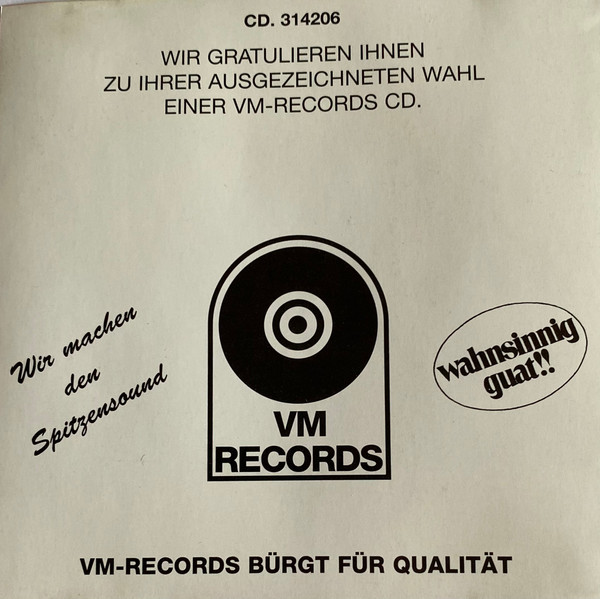 CD. 314206
WIR GRATULIEREN IHNEN
ZU IHRER AUSGEZEICHNETEN WAHL
EINER VM-RECORDS CD.
Wir machen
den
Spitzensound
wahnsinnig
guat!!
VM
RECORDS
VM-RECORDS BÜRGT FÜR QUALITÄT